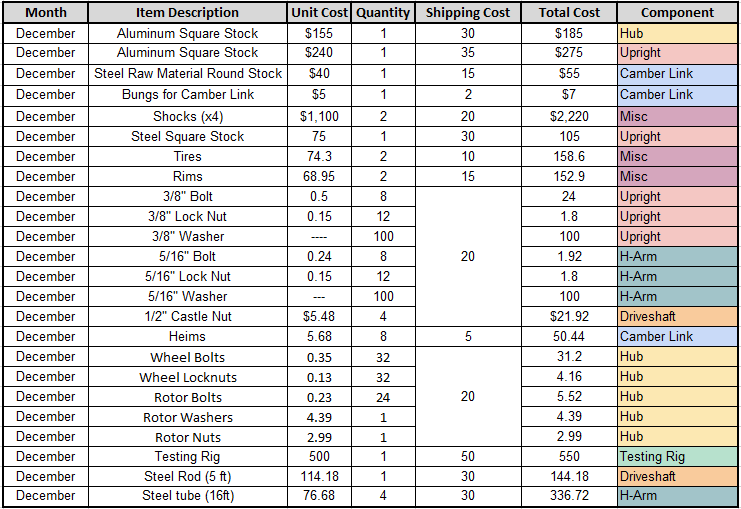 Month Item Description Unit Cost Quantity Shipping Cost Total Cost Component
December Aluminum Square Stock $155 1 30 $185 Hub
December Aluminum Square Stock $240 1 35 $275 Upright
December Steel Raw Material Round Stock $40 1 15 $55 Camber Link
December Bungs for Camber Link $5 1 2 $7 Camber Link
December Shocks (x4) $1,100 2 20 $2,220 Misc
December Steel Square Stock 75 1 30 105 Upright
December Tires 74.3 2 10 158.6 Misc
December Rims 68.95 2 15 152.9 Misc
December 3/8" Bolt 0.5 8 24 Upright
December 3/8" Lock Nut 0.15 12 1.8 Upright
December 3/8" Washer ---- 100 100 Upright
December 5/16" Bolt 0.24 8 20 1.92 H-Arm
December 5/16" Lock Nut 0.15 12 1.8 H-Arm
December 5/16" Washer --- 100 100 H-Arm
December 1/2" Castle Nut $5.48 4 $21.92 Driveshaft
December Heims 5.68 8 5 50.44 Camber Link
December Wheel Bolts 0.35 32 31.2 Hub
December Wheel Locknuts 0.13 32 4.16 Hub
December Rotor Bolts 0.23 24 20 5.52 Hub
December Rotor Washers 4.39 1 4.39 Hub
December Rotor Nuts 2.99 1 2.99 Hub
December Testing Rig 500 1 50 550 Testing Rig
December Steel Rod (5 ft) 114.18 1 30 144.18 Driveshaft
December Steel tube (16ft) 76.68 4 30 336.72 H-Arm